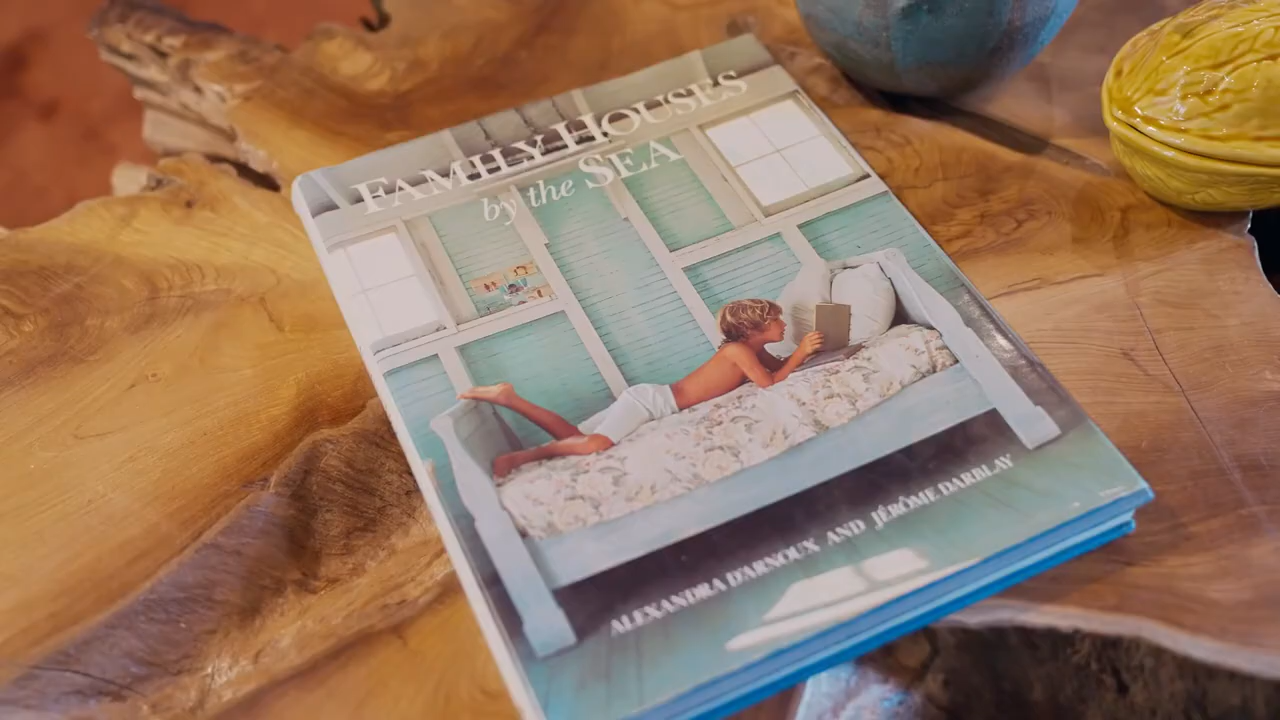 FAMILY HOUSES
by the SEA
ALEXANDRA D'ARNOUX AND JÉRÔME DARBLAY